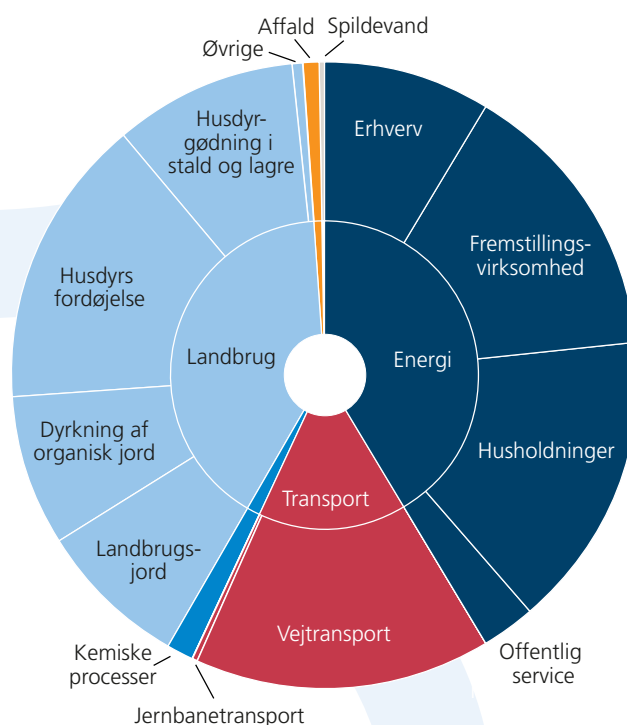 Affald
Spildevand
Øvrige
Husdyr-
gødning i
stald og lagre
Erhverv
Fremstillings-
virksomhed
Husdyrs
fordøjelse
Landbrug
Energi
Dyrkning af
organisk jord
Husholdninger
Transport
Landbrugs-
jord
Vejtransport
Kemiske
processer
Offentlig
service
Jernbanetransport